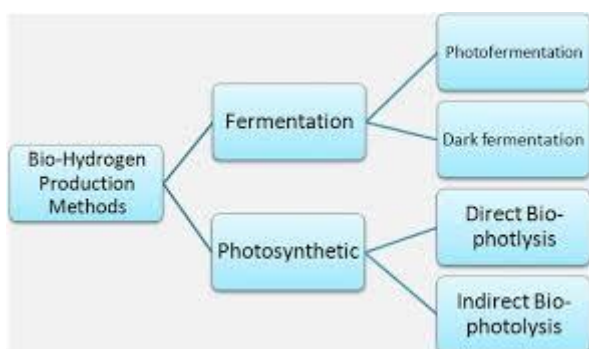 Bio-Hydrogen
Production
Methods
Fermentation
Photofermentation
Dark fermentation
Photosynthetic
Direct Bio-
photlysis
Indirect Bio-
photolysis